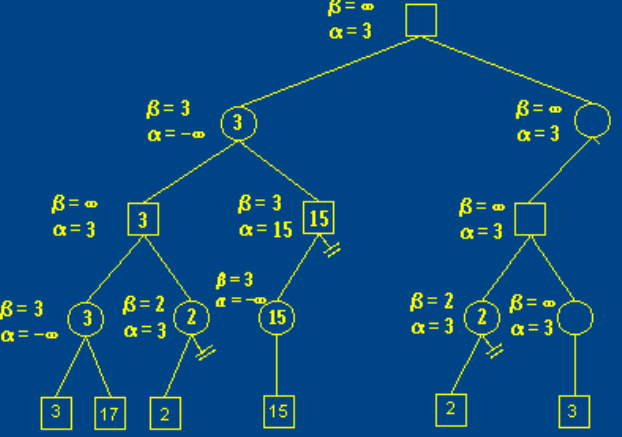 β = ∞
α = 3
β = 3
α = -∞
3
β = ∞
α = 3
β = ∞
α = 3
3
β = 3
α = 15
15
β = ∞
α = 3
β = 3
α = -∞
3
β = 2
α = 3
2
β = 3
α = -∞
15
β = 2
α = 3
2
β = ∞
α = 3
3
17
2
15
2
3